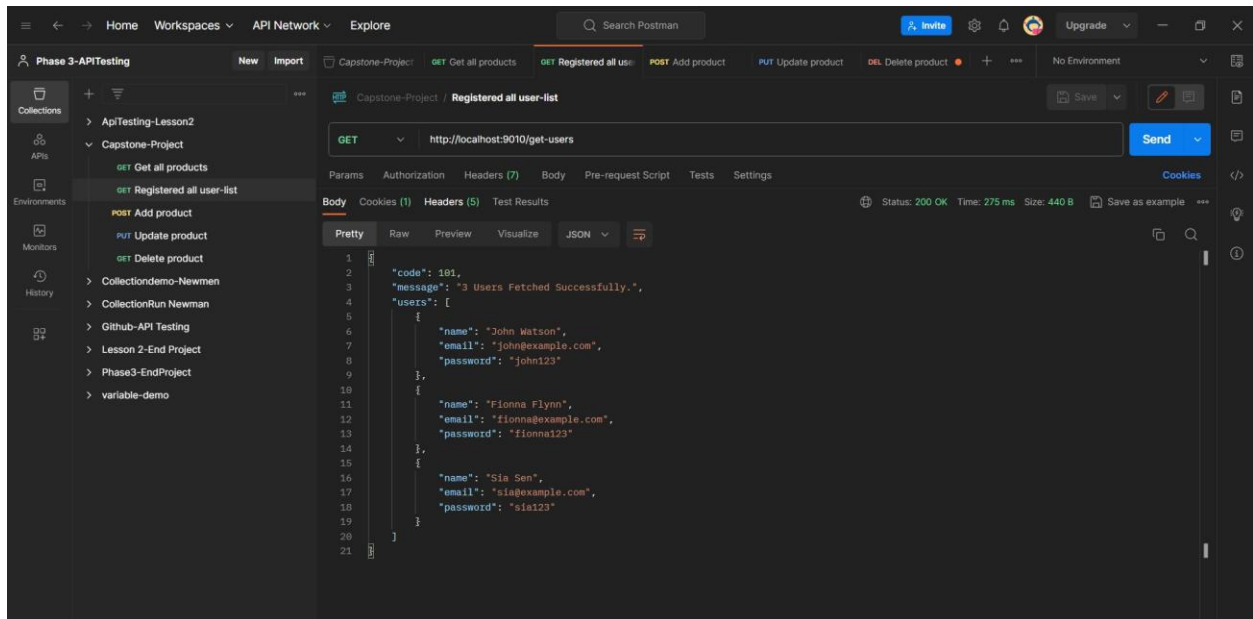 Home Workspaces API Network Explore Search Postman Invite Upgrade
Phase 3-APITesting New Import Capstone-Project GET Get all products GET Registered all use POST Add product PUT Update product DEL Delete product No Environment
Collections
APIs
Environments
Monitors
History
ApiTesting-Lesson2
Capstone-Project
GET Get all products
GET Registered all user-list
POST Add product
PUT Update product
GET Delete product
Collectiondemo-Newmen
CollectionRun Newman
Github-API Testing
Lesson 2-End Project
Phase3-EndProject
variable-demo
HTTP Capstone-Project / Registered all user-list Save
GET http://localhost:9010/get-users Send
Params Authorization Headers (7) Body Pre-request Script Tests Settings Cookies
Body Cookies (1) Headers (5) Test Results Status: 200 OK Time: 275 ms Size: 440 B Save as example
Pretty Raw Preview Visualize JSON
1 {
2 "code": 101,
3 "message": "3 Users Fetched Successfully.",
4 "users": [
5 {
6 "name": "John Watson",
7 "email": "john@example.com",
8 "password": "john123"
9 },
10 {
11 "name": "Fionna Flynn",
12 "email": "fionna@example.com",
13 "password": "fionna123"
14 },
15 {
16 "name": "Sia Sen",
17 "email": "sia@example.com",
18 "password": "sia123"
19 }
20 ]
21 }